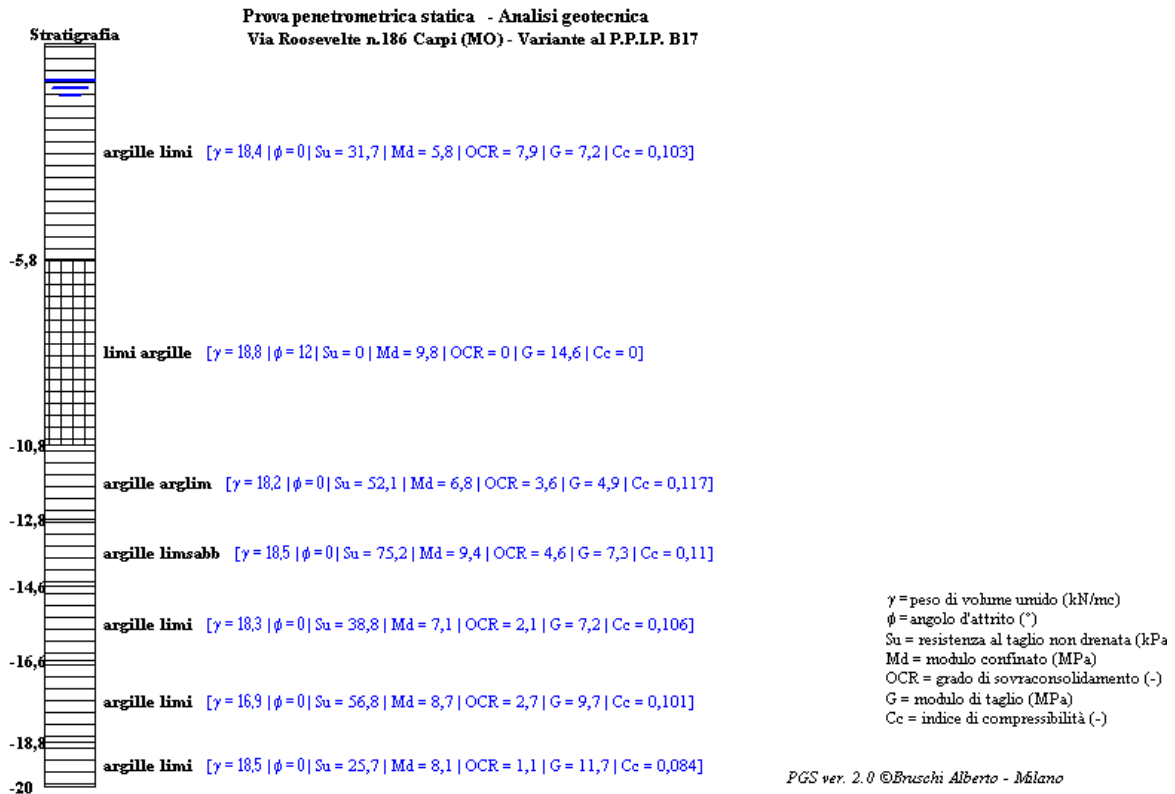 Prova penetrometrica statica - Analisi geotecnica
Stratigrafia
Via Roosevelte n.186 Carpi (MO) - Variante al P.P.I.P. B17
argille limi [γ = 18,4 | ϕ = 0 | Su = 31,7 | Md = 5,8 | OCR = 7,9 | G = 7,2 | Cc = 0,103]
-5,8
limi argille [γ = 18,8 | ϕ = 12 | Su = 0 | Md = 9,8 | OCR = 0 | G = 14,6 | Cc = 0]
-10,8
argille arglim [γ = 18,2 | ϕ = 0 | Su = 52,1 | Md = 6,8 | OCR = 3,6 | G = 4,9 | Cc = 0,117]
-12,8
argille limsabb [γ = 18,5 | ϕ = 0 | Su = 75,2 | Md = 9,4 | OCR = 4,6 | G = 7,3 | Cc = 0,11]
-14,6
argille limi [γ = 18,3 | ϕ = 0 | Su = 38,8 | Md = 7,1 | OCR = 2,1 | G = 7,2 | Cc = 0,106]
-16,6
argille limi [γ = 16,9 | ϕ = 0 | Su = 56,8 | Md = 8,7 | OCR = 2,7 | G = 9,7 | Cc = 0,101]
-18,8
argille limi [γ = 18,5 | ϕ = 0 | Su = 25,7 | Md = 8,1 | OCR = 1,1 | G = 11,7 | Cc = 0,084]
-20
γ = peso di volume umido (kN/mc)
ϕ = angolo d'attrito (°)
Su = resistenza al taglio non drenata (kPa
Md = modulo confinato (MPa)
OCR = grado di sovraconsolidamento (-)
G = modulo di taglio (MPa)
Cc = indice di compressibilità (-)
PGS ver. 2.0 ©Bruschi Alberto - Milano